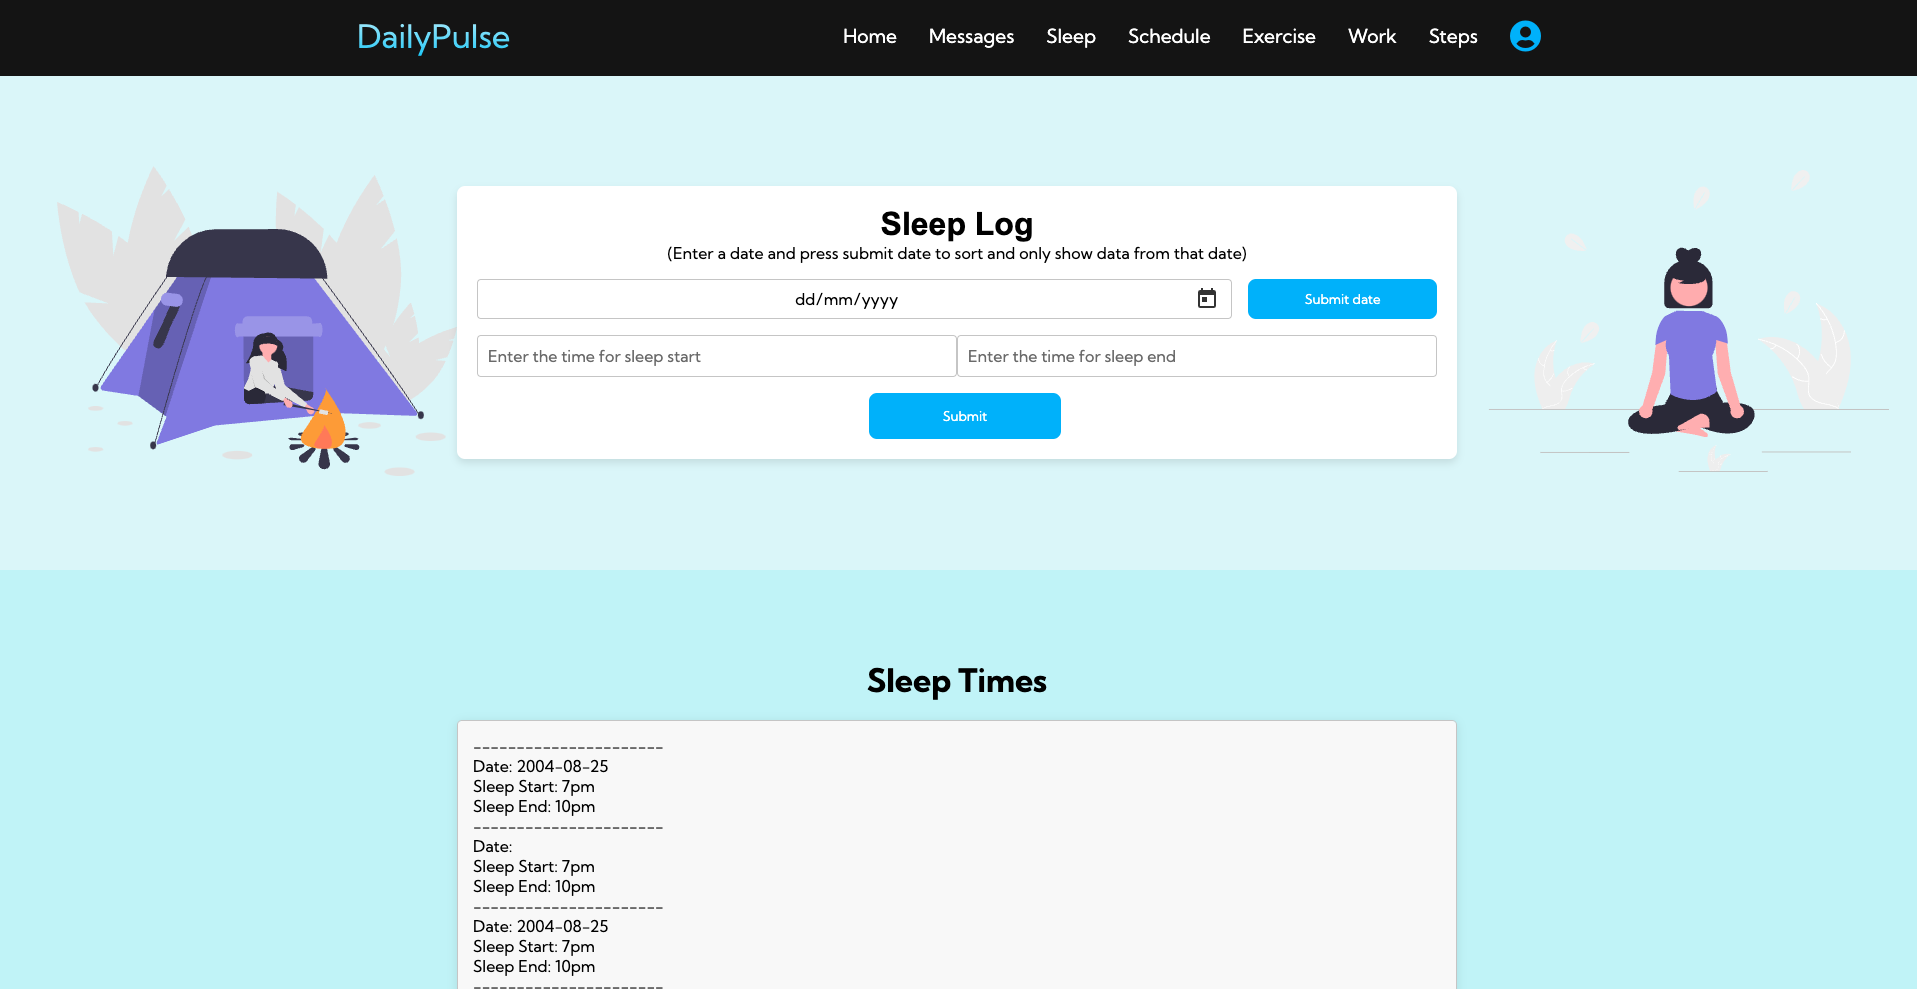 DailyPulse
Home Messages Sleep Schedule Exercise Work Steps
Sleep Log
(Enter a date and press submit date to sort and only show data from that date)
dd/mm/yyyy
Submit date
Enter the time for sleep start
Enter the time for sleep end
Submit
Sleep Times
----------------------
Date: 2004-08-25
Sleep Start: 7pm
Sleep End: 10pm
----------------------
Date:
Sleep Start: 7pm
Sleep End: 10pm
----------------------
Date: 2004-08-25
Sleep Start: 7pm
Sleep End: 10pm
----------------------